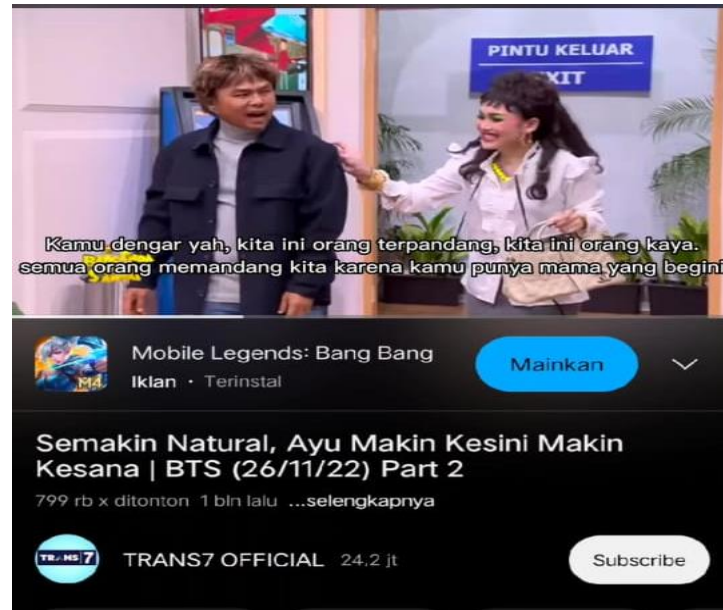 PINTU KELUAR
EXIT
Kamu dengar yah, kita ini orang terpandang, kita ini orang kaya.
semua orang memandang kita karena kamu punya mama yang begini
M4
Mobile Legends: Bang Bang
Mainkan
Iklan • Terinstal
Semakin Natural, Ayu Makin Kesini Makin
Kesana | BTS (26/11/22) Part 2
799 rb x ditonton 1 bln lalu ...selengkapnya
TRANS7
TRANS7 OFFICIAL 24,2 jt
Subscribe